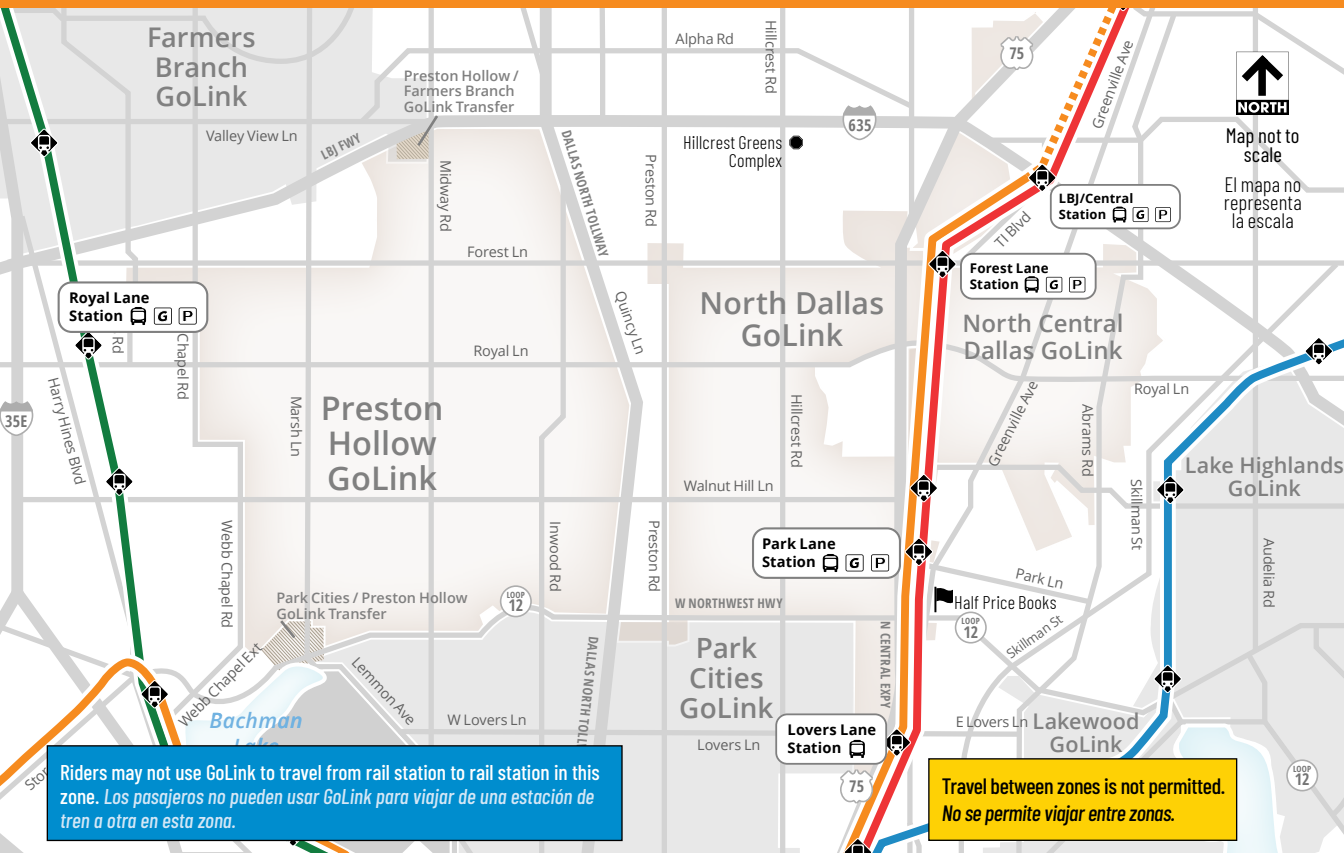 Farmers
Branch
GoLink
Alpha Rd
Hillcrest Rd
75
Greenville Ave
NORTH
Map not to
scale
El mapa no
representa
la escala
Preston Hollow /
Farmers Branch
GoLink Transfer
Valley View Ln
LBJ FWY
DALLAS NORTH TOLLWAY
635
Hillcrest Greens
Complex
Midway Rd
Preston Rd
LBJ/Central
Station G P
TI Blvd
Forest Ln
Forest Lane
Station G P
Royal Lane
Station G P
Rd
Chapel Rd
Quincy Ln
North Dallas
GoLink
North Central
Dallas GoLink
Royal Ln
Royal Ln
35E
Harry Hines Blvd
Marsh Ln
Preston
Hollow
GoLink
Hillcrest Rd
Greenville Ave
Abrams Rd
Lake Highlands
GoLink
Walnut Hill Ln
Skillman St
Webb Chapel Rd
Inwood Rd
Preston Rd
Park Lane
Station G P
Audelia Rd
Park Ln
Park Cities / Preston Hollow
GoLink Transfer
LOOP
12
W NORTHWEST HWY
Half Price Books
LOOP
12
Skillman St
N CENTRAL EXPY
Park
Cities
GoLink
DALLAS NORTH TOLL
Webb Chapel Ext
Lemmon Ave
Bachman
Lake
W Lovers Ln
Lovers Ln
Lovers Lane
Station
E Lovers Ln
Lakewood
GoLink
75
LOOP
12
Stor
Riders may not use GoLink to travel from rail station to rail station in this
zone. Los pasajeros no pueden usar GoLink para viajar de una estación de
tren a otra en esta zona.
Travel between zones is not permitted.
No se permite viajar entre zonas.